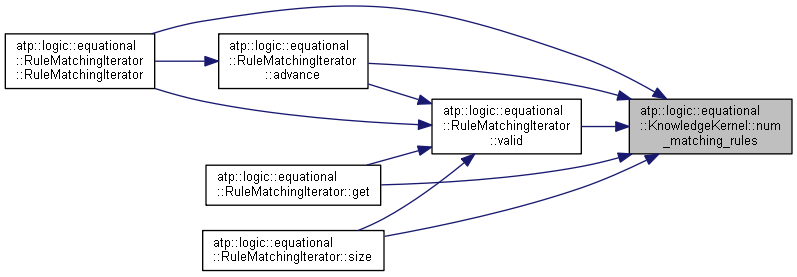 atp::logic::equational
::RuleMatchingIterator
::RuleMatchingIterator
atp::logic::equational
::RuleMatchingIterator
::advance
atp::logic::equational
::RuleMatchingIterator
::valid
atp::logic::equational
::KnowledgeKernel::num
_matching_rules
atp::logic::equational
::RuleMatchingIterator::get
atp::logic::equational
::RuleMatchingIterator::size